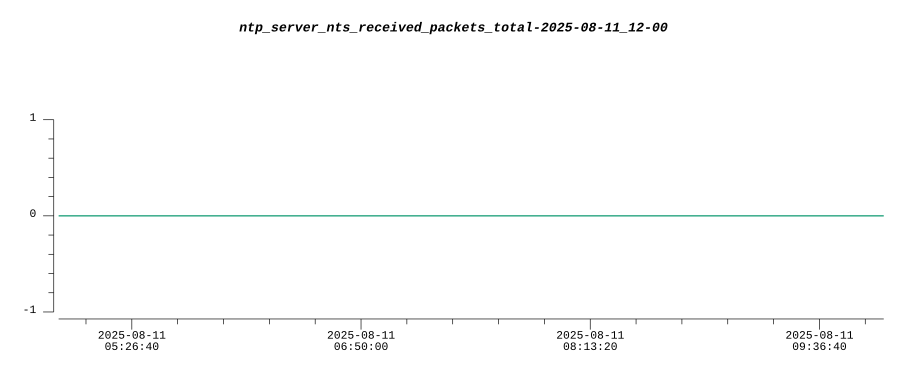 ntp_server_nts_received_packets_total-2025-08-11_12-00
1
0
-1
2025-08-11 2025-08-11 2025-08-11 2025-08-11
05:26:40 06:50:00 08:13:20 09:36:40